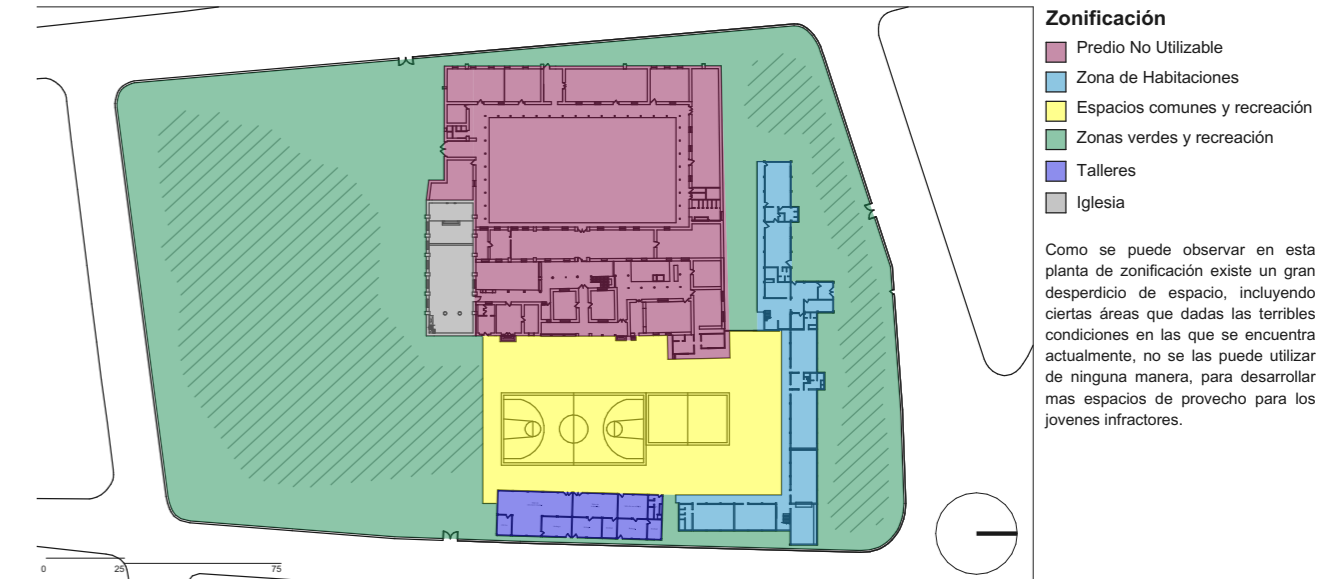 Zonificación
Predio No Utilizable
Zona de Habitaciones
Espacios comunes y recreación
Zonas verdes y recreación
Talleres
Iglesia
Como se puede observar en esta
planta de zonificación existe un gran
desperdicio de espacio, incluyendo
ciertas áreas que dadas las terribles
condiciones en las que se encuentra
actualmente, no se las puede utilizar
de ninguna manera, para desarrollar
mas espacios de provecho para los
jovenes infractores.
0 25 75